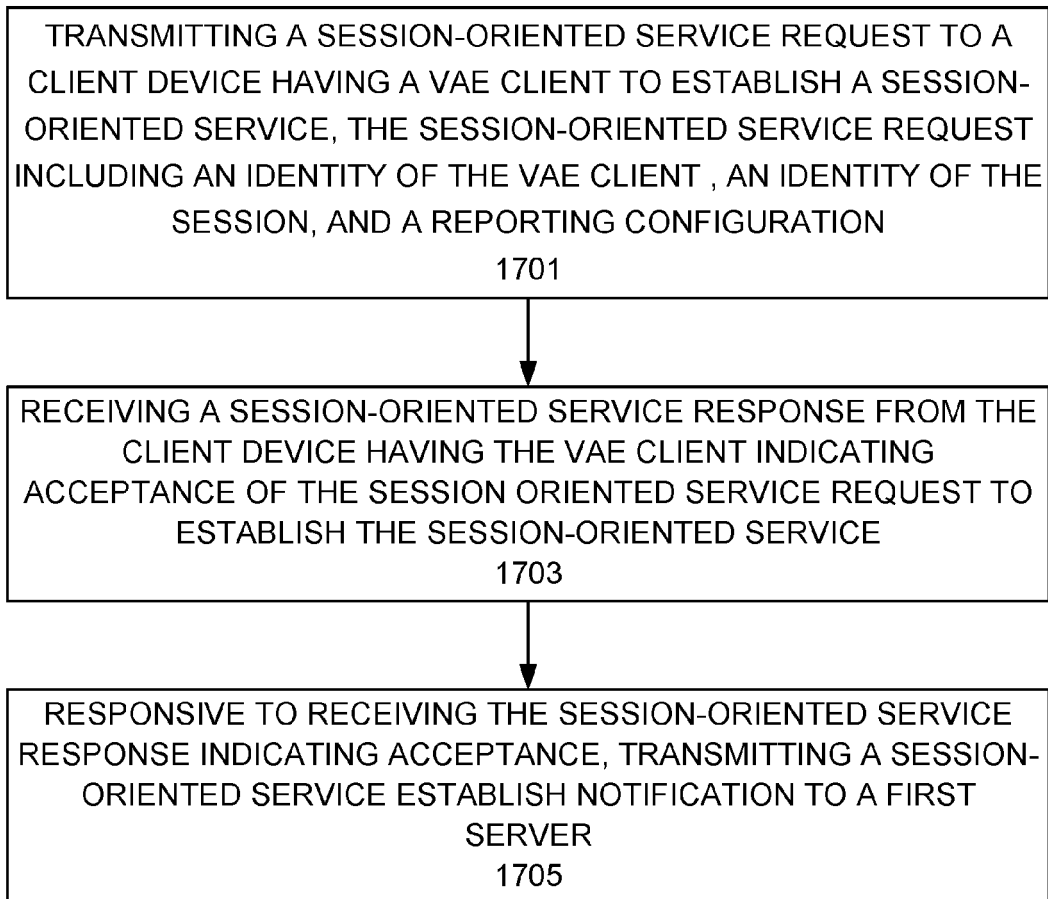 TRANSMITTING A SESSION-ORIENTED SERVICE REQUEST TO A
CLIENT DEVICE HAVING A VAE CLIENT TO ESTABLISH A SESSION-
ORIENTED SERVICE, THE SESSION-ORIENTED SERVICE REQUEST
INCLUDING AN IDENTITY OF THE VAE CLIENT , AN IDENTITY OF THE
SESSION, AND A REPORTING CONFIGURATION
1701
RECEIVING A SESSION-ORIENTED SERVICE RESPONSE FROM THE
CLIENT DEVICE HAVING THE VAE CLIENT INDICATING
ACCEPTANCE OF THE SESSION ORIENTED SERVICE REQUEST TO
ESTABLISH THE SESSION-ORIENTED SERVICE
1703
RESPONSIVE TO RECEIVING THE SESSION-ORIENTED SERVICE
RESPONSE INDICATING ACCEPTANCE, TRANSMITTING A SESSION-
ORIENTED SERVICE ESTABLISH NOTIFICATION TO A FIRST
SERVER
1705